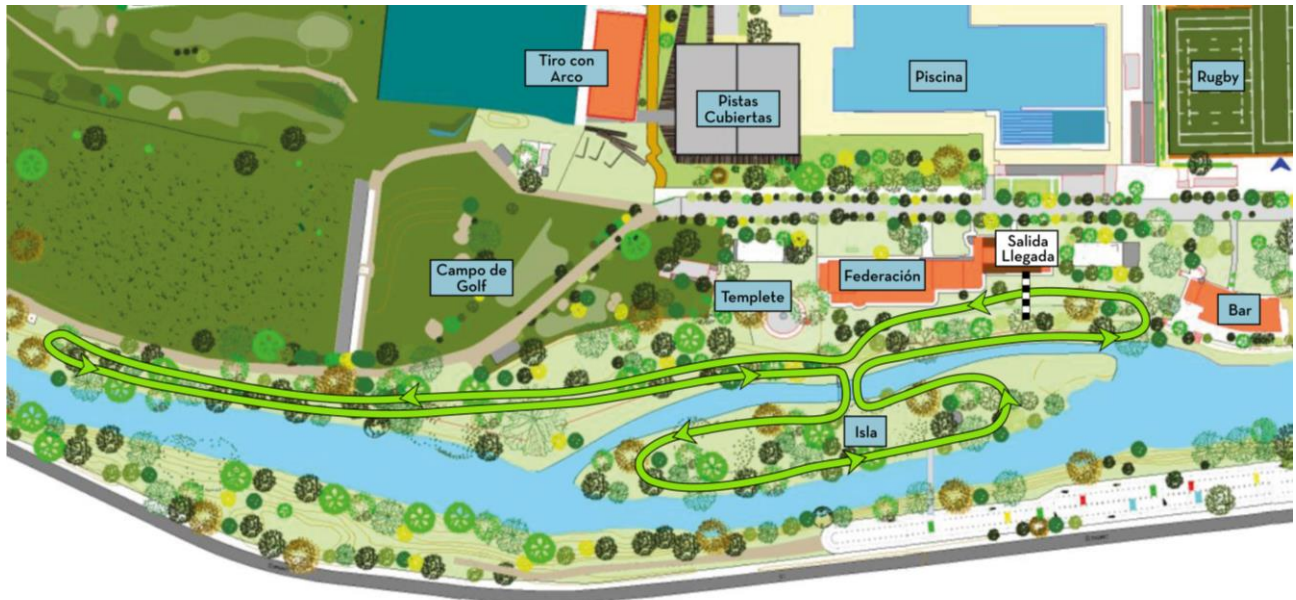 Tiro con
Arco
Pistas
Cubiertas
Piscina
Rugby
Salida
Llegada
Campo de
Golf
Templete
Federación
Bar
Isla